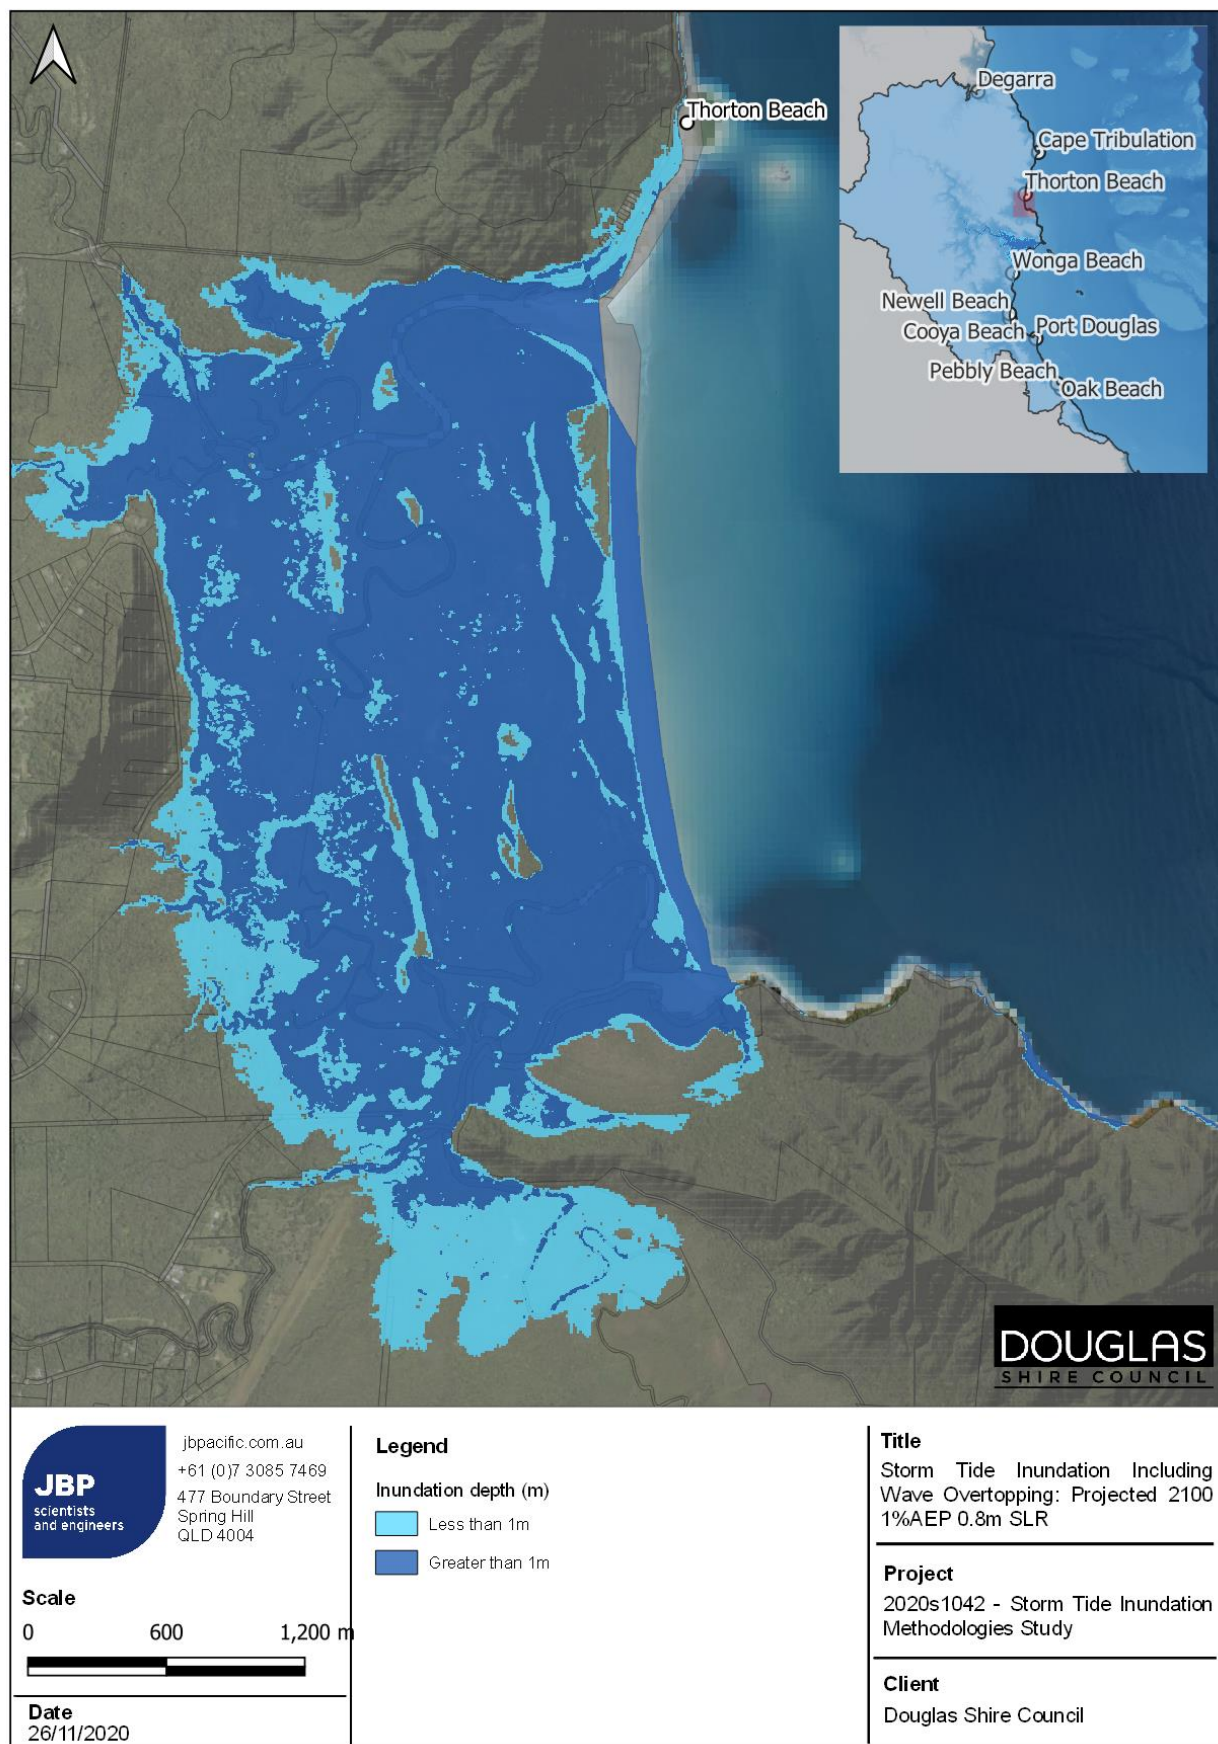 Thorton Beach
Degarra
Cape Tribulation
Thorton Beach
Wonga Beach
Newell Beach
Cooya Beach
Port Douglas
Pebbly Beach
Oak Beach
DOUGLAS
SHIRE COUNCIL
JBP
scientists
and engineers
jbpacific.com.au
+61 (0)7 3085 7469
477 Boundary Street
Spring Hill
QLD 4004
Scale
0 600 1,200 m
Date
26/11/2020
Legend
Inundation depth (m)
Less than 1m
Greater than 1m
Title
Storm Tide Inundation Including
Wave Overtopping: Projected 2100
1%AEP 0.8m SLR
Project
2020s1042 - Storm Tide Inundation
Methodologies Study
Client
Douglas Shire Council